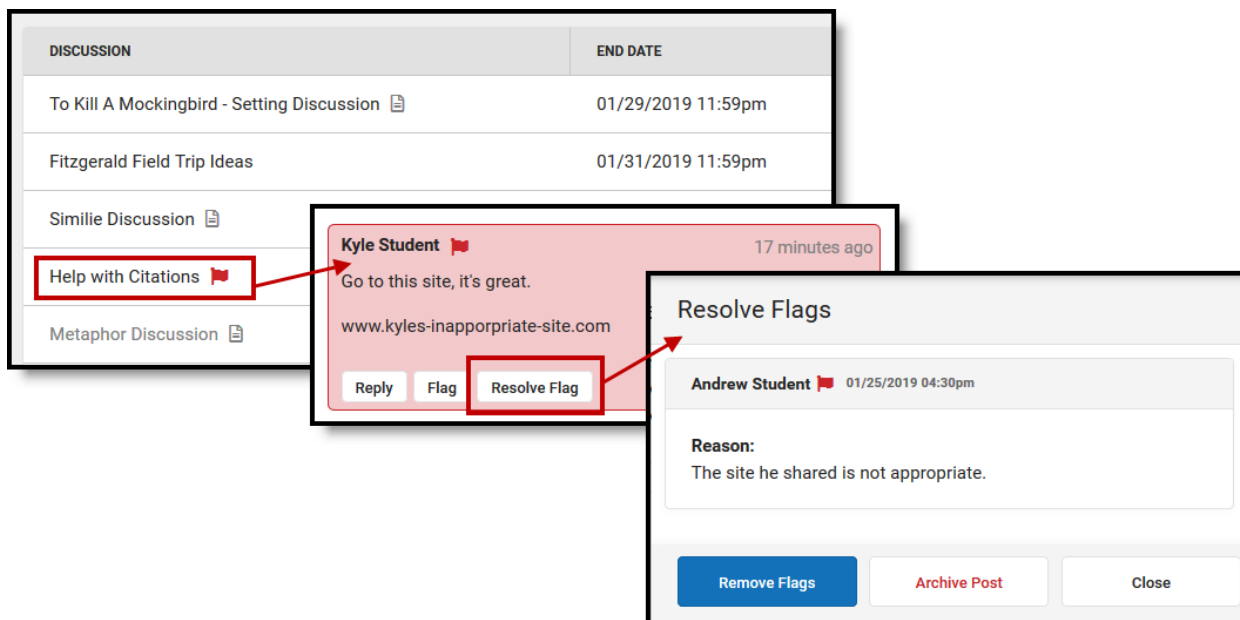 DISCUSSION END DATE
To Kill A Mockingbird - Setting Discussion 01/29/2019 11:59pm
Fitzgerald Field Trip Ideas 01/31/2019 11:59pm
Similie Discussion
Help with Citations
Metaphor Discussion
Kyle Student 17 minutes ago
Go to this site, it's great.
www.kyles-inapporpriate-site.com
Reply Flag Resolve Flag
Resolve Flags
Andrew Student 01/25/2019 04:30pm
Reason:
The site he shared is not appropriate.
Remove Flags Archive Post Close